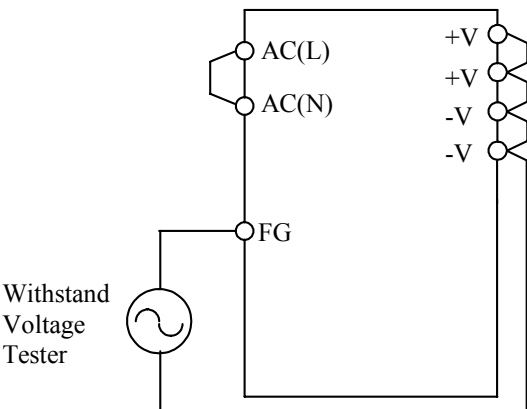 AC(L)
AC(N)
FG
+V
+V
-V
-V
Withstand
Voltage
Tester